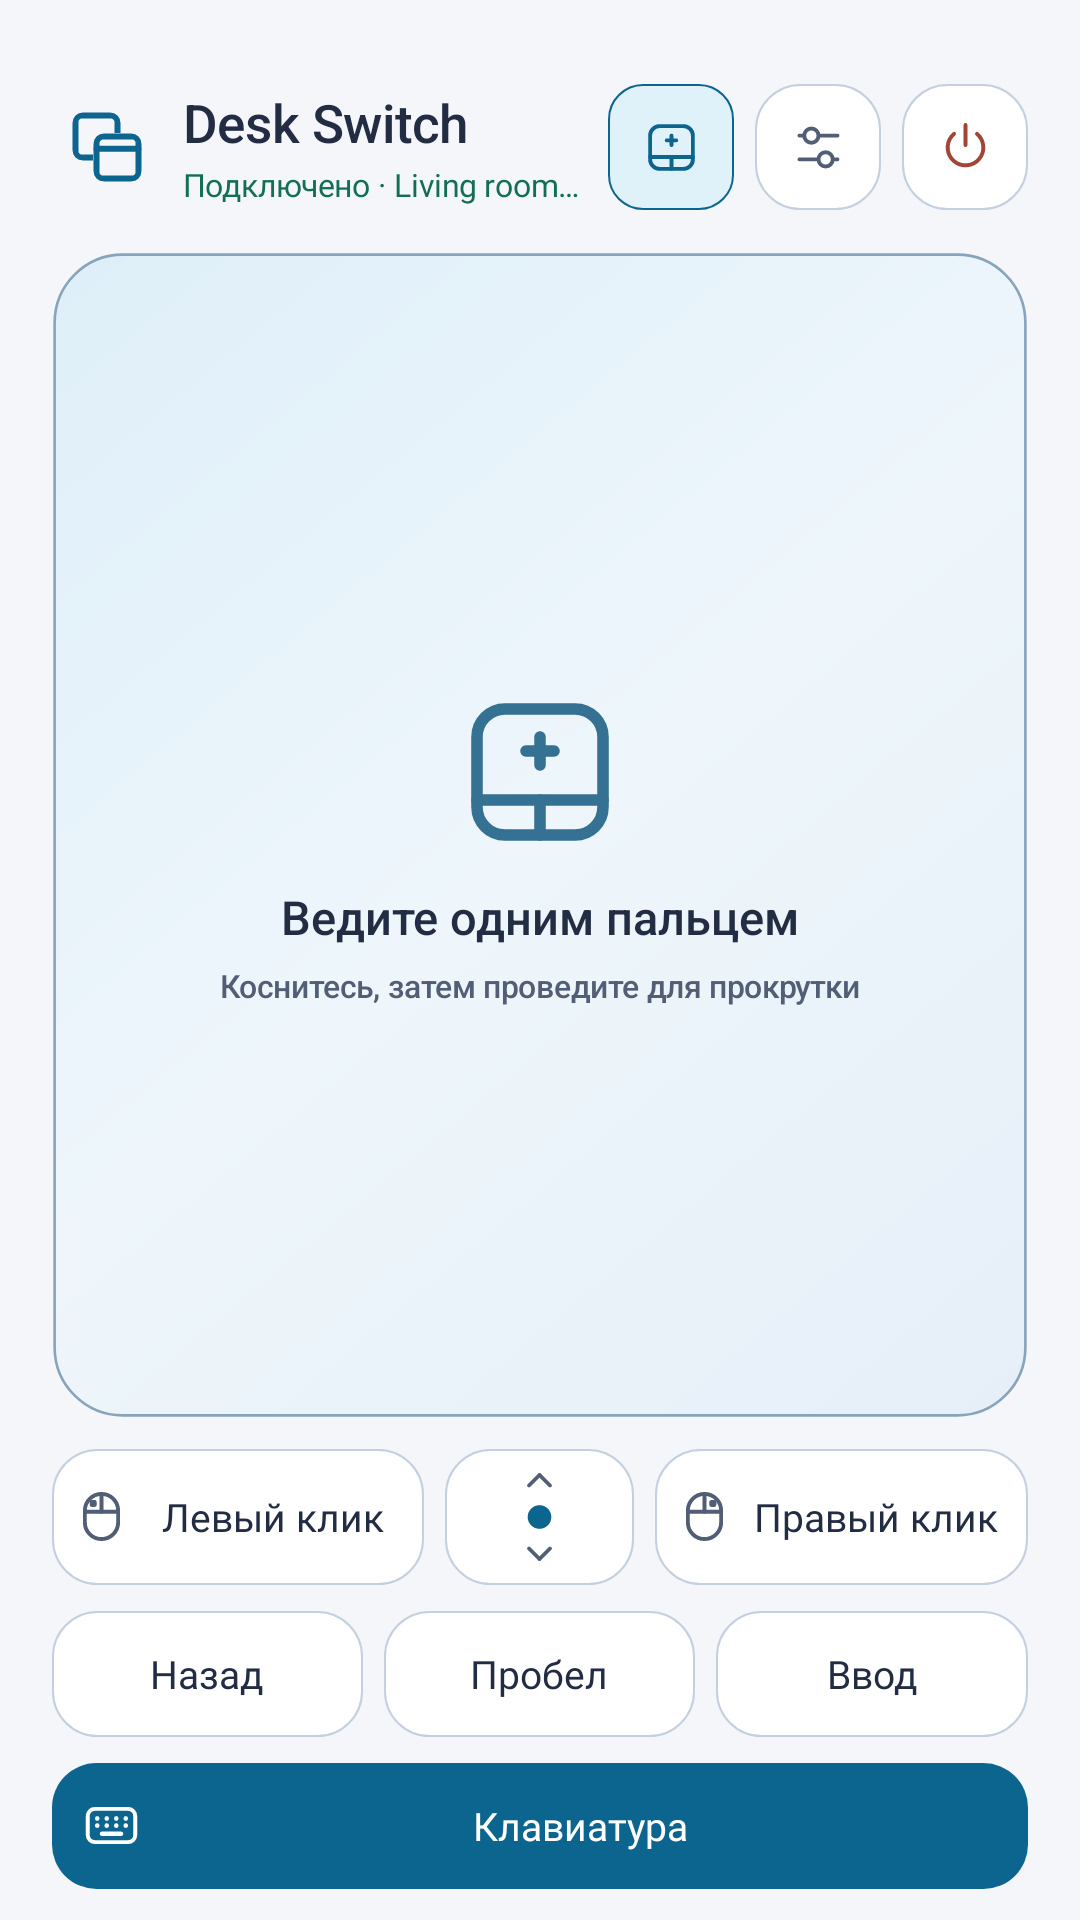 Desk Switch
Подключено · Living room...
Ведите одним пальцем
Коснитесь, затем проведите для прокрутки
Левый клик
Правый клик
Назад
Пробел
Ввод
Клавиатура